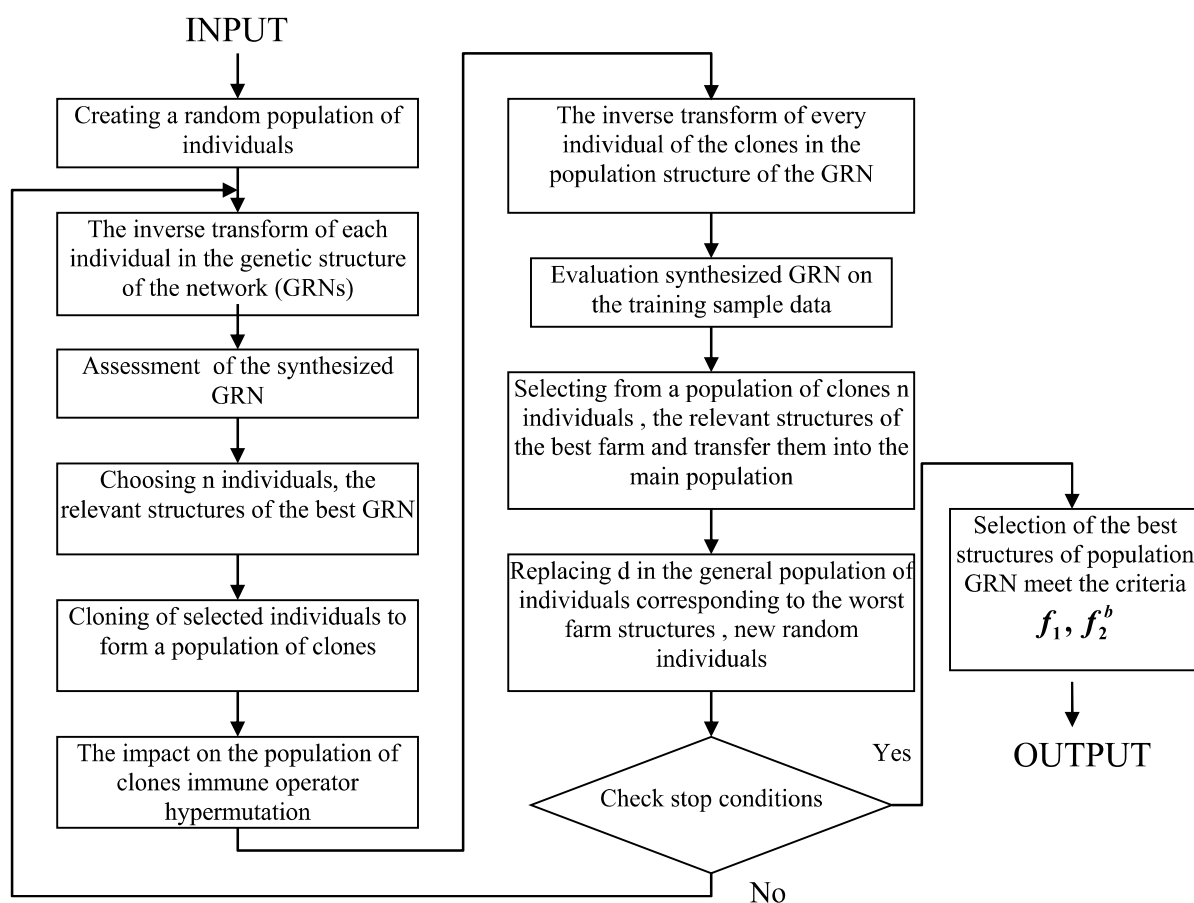 INPUT
Creating a random population of
individuals
The inverse transform of each
individual in the genetic structure
of the network (GRNs)
Assessment of the synthesized
GRN
Choosing n individuals, the
relevant structures of the best GRN
Cloning of selected individuals to
form a population of clones
The impact on the population of
clones immune operator
hypermutation
The inverse transform of every
individual of the clones in the
population structure of the GRN
Evaluation synthesized GRN on
the training sample data
Selecting from a population of clones n
individuals , the relevant structures of
the best farm and transfer them into the
main population
Replacing d in the general population of
individuals corresponding to the worst
farm structures , new random
individuals
Check stop conditions
Yes
No
Selection of the best
structures of population
GRN meet the criteria
f₁, f₂ᵇ
OUTPUT